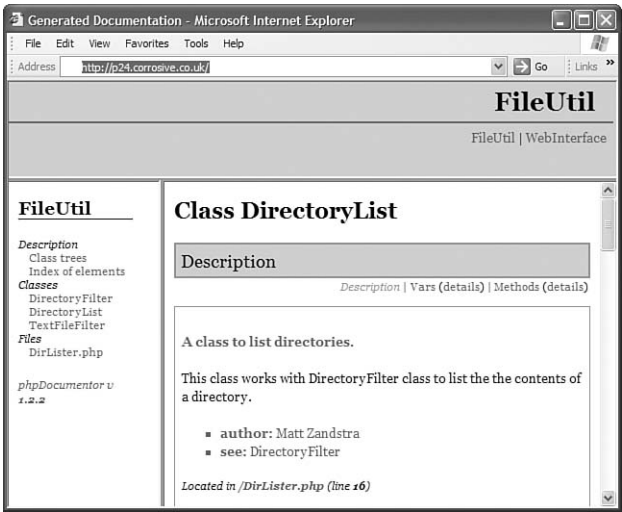 Generated Documentation - Microsoft Internet Explorer
File Edit View Favorites Tools Help
Address http://p24.corrosive.co.uk/ Go Links »
FileUtil
FileUtil | WebInterface
FileUtil
Description
Class trees
Index of elements
Classes
DirectoryFilter
DirectoryList
TextFileFilter
Files
DirLister.php
phpDocumentor v
1.2.2
Class DirectoryList
Description
Description | Vars (details) | Methods (details)
A class to list directories.
This class works with DirectoryFilter class to list the the contents of
a directory.
author: Matt Zandstra
see: DirectoryFilter
Located in /DirLister.php (line 16)